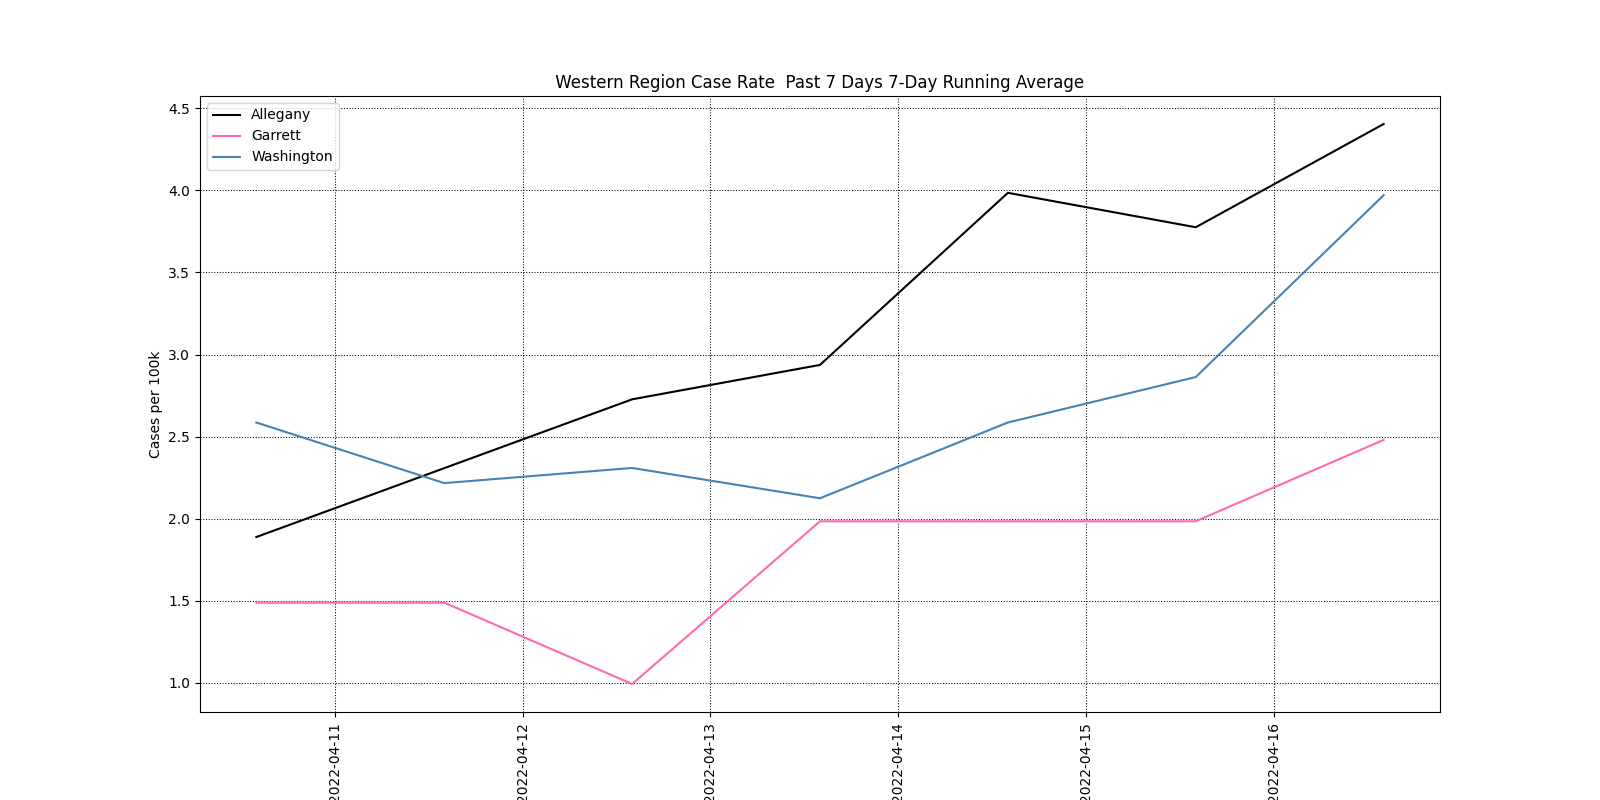 Western Region Case Rate  Past 7 Days 7-Day Running Average
Allegany
Garrett
Washington
Cases per 100k
4.5
4.0
3.5
3.0
2.5
2.0
1.5
1.0
2022-04-11
2022-04-12
2022-04-13
2022-04-14
2022-04-15
2022-04-16